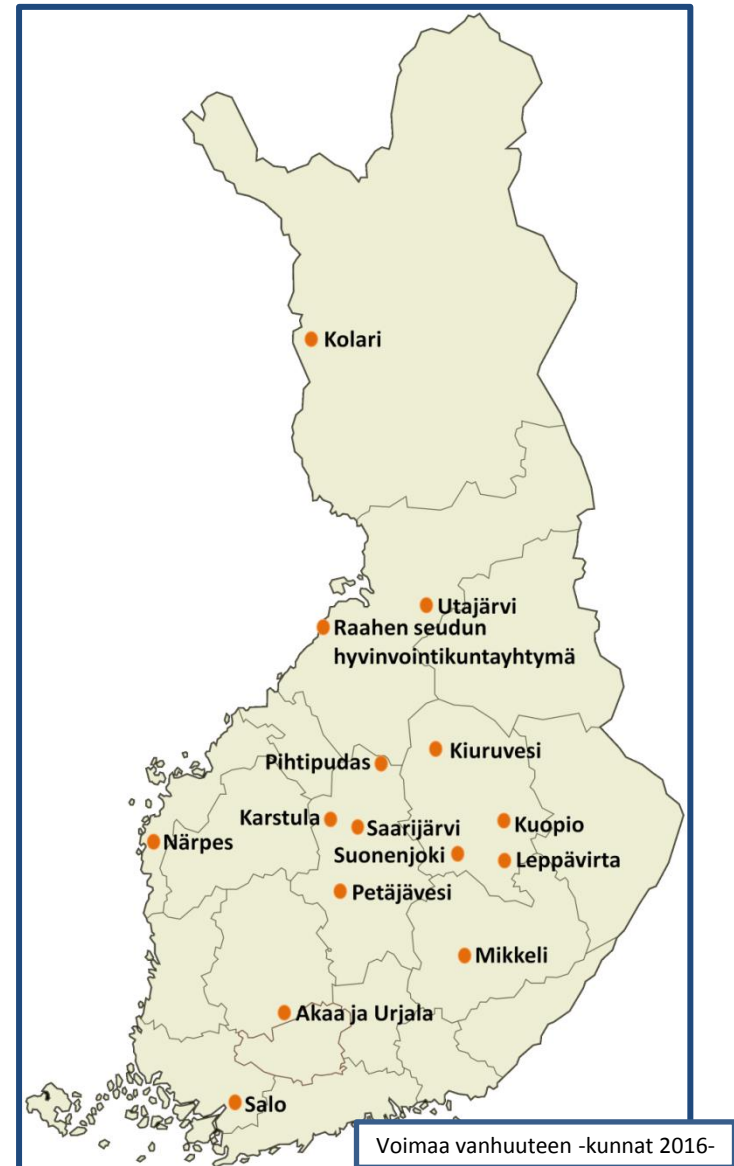 Kolari
Utajärvi
Raahen seudun
hyvinvointikuntayhtymä
Kiuruvesi
Pihtipudas
Karstula
Saarijärvi
Kuopio
Närpes
Suonenjoki
Leppävirta
Petäjävesi
Mikkeli
Akaa ja Urjala
Salo
Voimaa vanhuuteen -kunnat 2016-